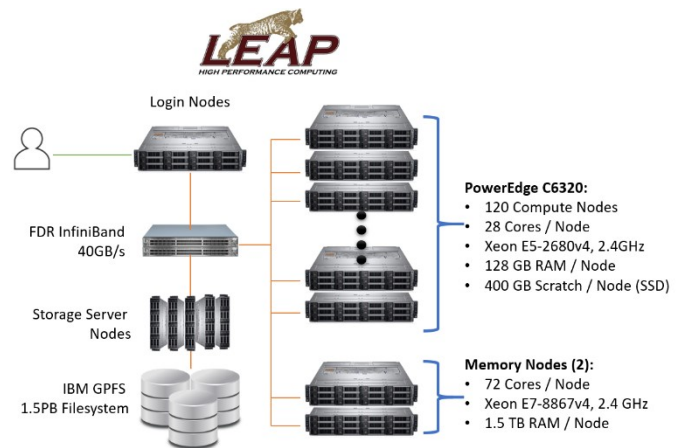 LEAP
HIGH PERFORMANCE COMPUTING
Login Nodes
FDR InfiniBand
40GB/s
Storage Server
Nodes
IBM GPFS
1.5PB Filesystem
PowerEdge C6320:
• 120 Compute Nodes
• 28 Cores / Node
• Xeon E5-2680v4, 2.4GHz
• 128 GB RAM / Node
• 400 GB Scratch / Node (SSD)
Memory Nodes (2):
• 72 Cores / Node
• Xeon E7-8867v4, 2.4 GHz
• 1.5 TB RAM / Node